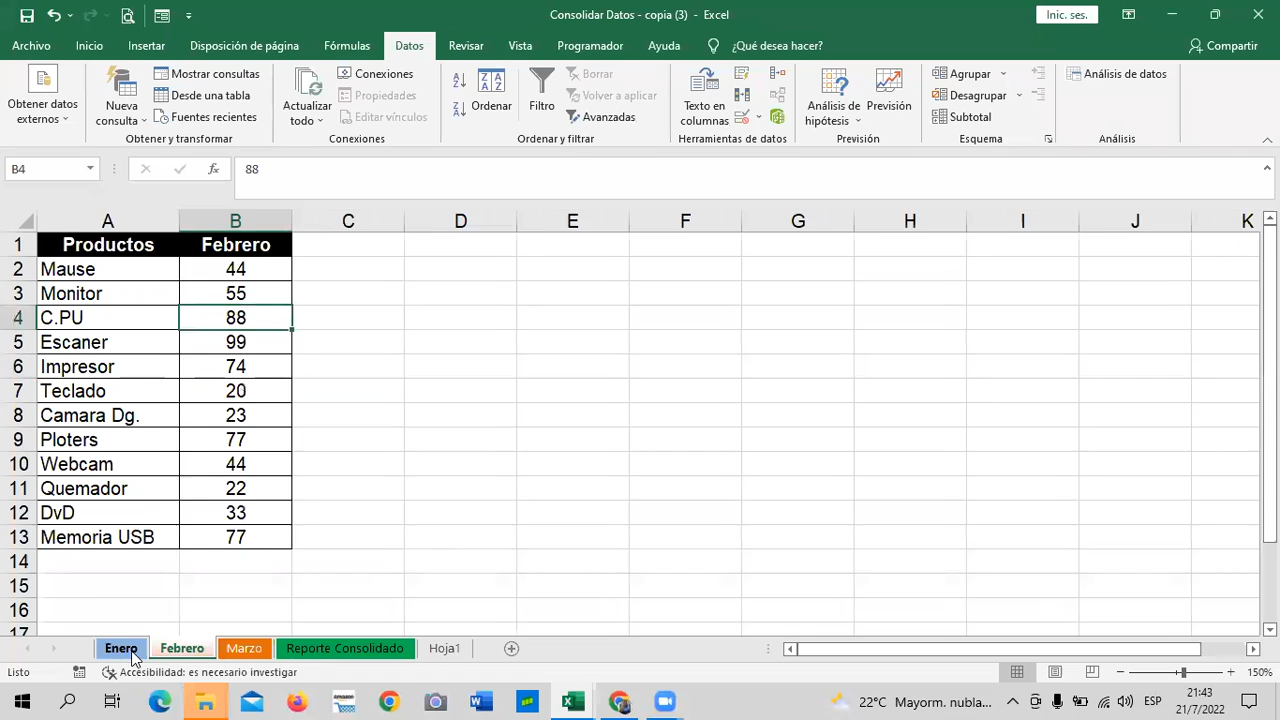 Consolidar Datos - copia (3) - Excel
Inic. ses.
Archivo Inicio Insertar Disposición de página Fórmulas Datos Revisar Vista Programador Ayuda ¿Qué desea hacer? Compartir
Obtener datos externos
Nueva consulta
Mostrar consultas
Desde una tabla
Fuentes recientes
Obtener y transformar
Actualizar todo
Conexiones
Propiedades
Editar vínculos
Conexiones
Ordenar
Filtro
Borrar
Volver a aplicar
Avanzadas
Ordenar y filtrar
Texto en columnas
Herramientas de datos
Análisis de hipótesis
Previsión
Previsión
Agrupar
Desagrupar
Subtotal
Esquema
Análisis de datos
Análisis
B4 fx 88
A B C D E F G H I J K
1 Productos Febrero
2 Mause 44
3 Monitor 55
4 C.PU 88
5 Escaner 99
6 Impresor 74
7 Teclado 20
8 Camara Dg. 23
9 Ploters 77
10 Webcam 44
11 Quemador 22
12 DvD 33
13 Memoria USB 77
14
15
16
17
Enero Febrero Marzo Reporte Consolidado Hoja1
Listo Accesibilidad: es necesario investigar 150%
22°C Mayorm. nubla... ESP 21:43
21/7/2022